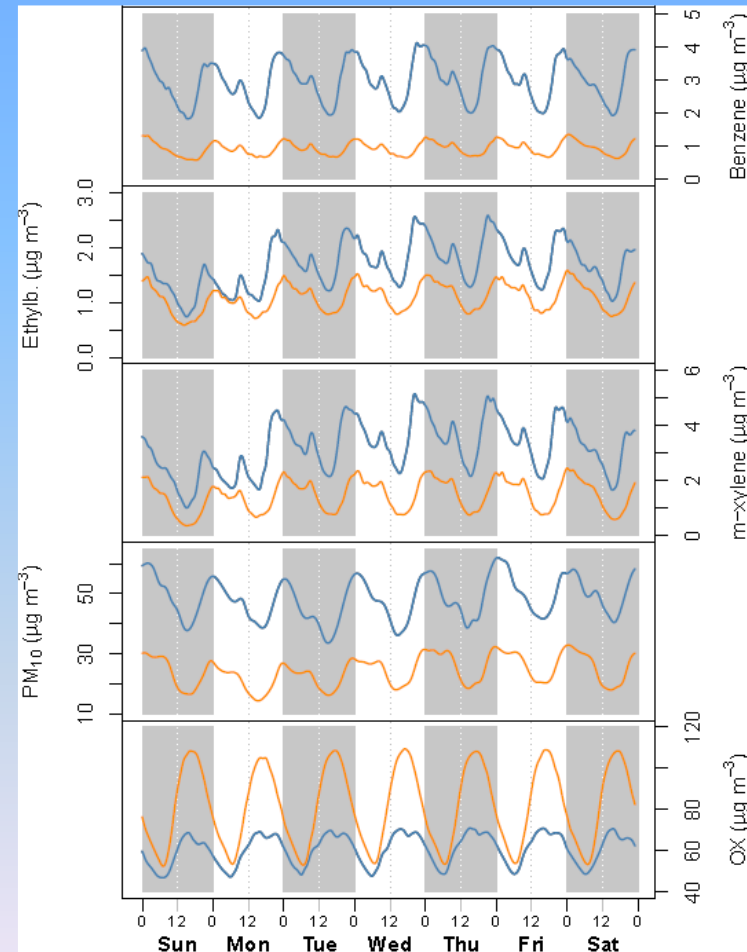 Benzene (µg m⁻³)
0 1 2 3 4 5
Ethylb. (µg m⁻³)
0.0 1.0 2.0 3.0
m−xylene (µg m⁻³)
0 2 4 6
PM₁₀ (µg m⁻³)
10 30 50
OX (µg m⁻³)
40 60 80 120
0 12 0 12 0 12 0 12 0 12 0 12 0 12 0
Sun Mon Tue Wed Thu Fri Sat